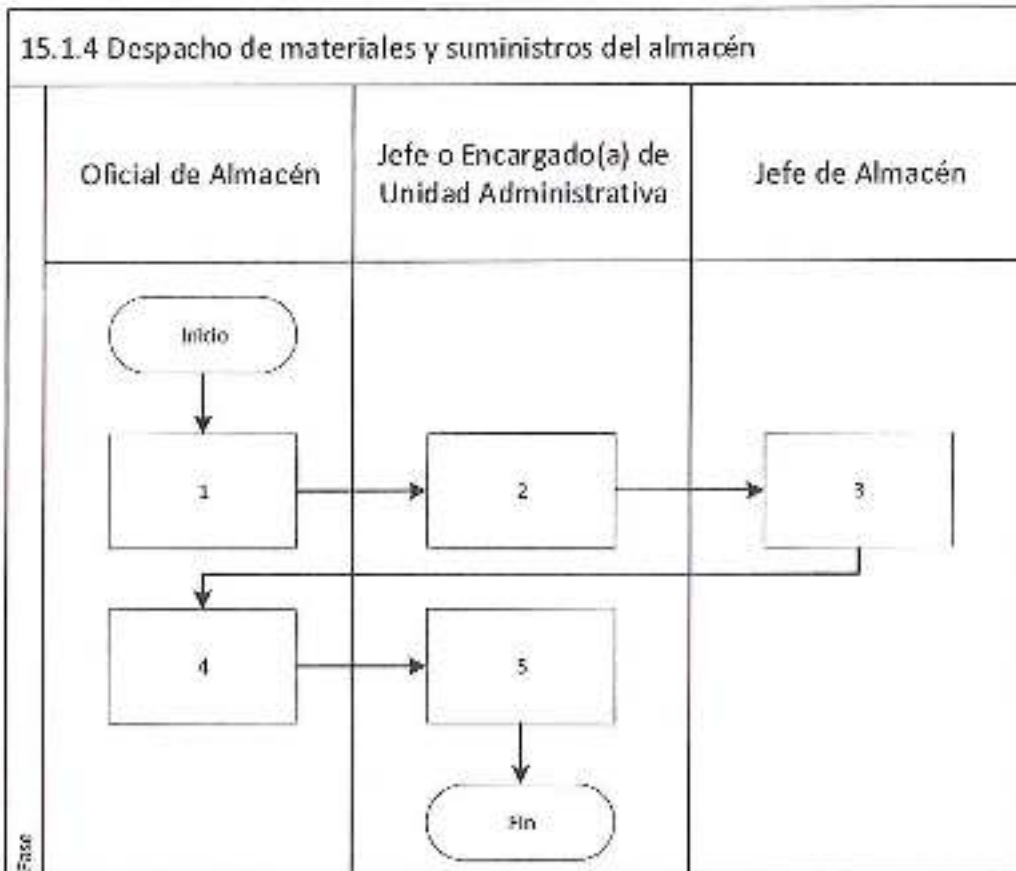 15.1.4 Despacho de materiales y suministros del almacén
Oficial de Almacén
Jefe o Encargado(a) de
Unidad Administrativa
Jefe de Almacén
Inicio
1
2
3
4
5
Fin
Fase